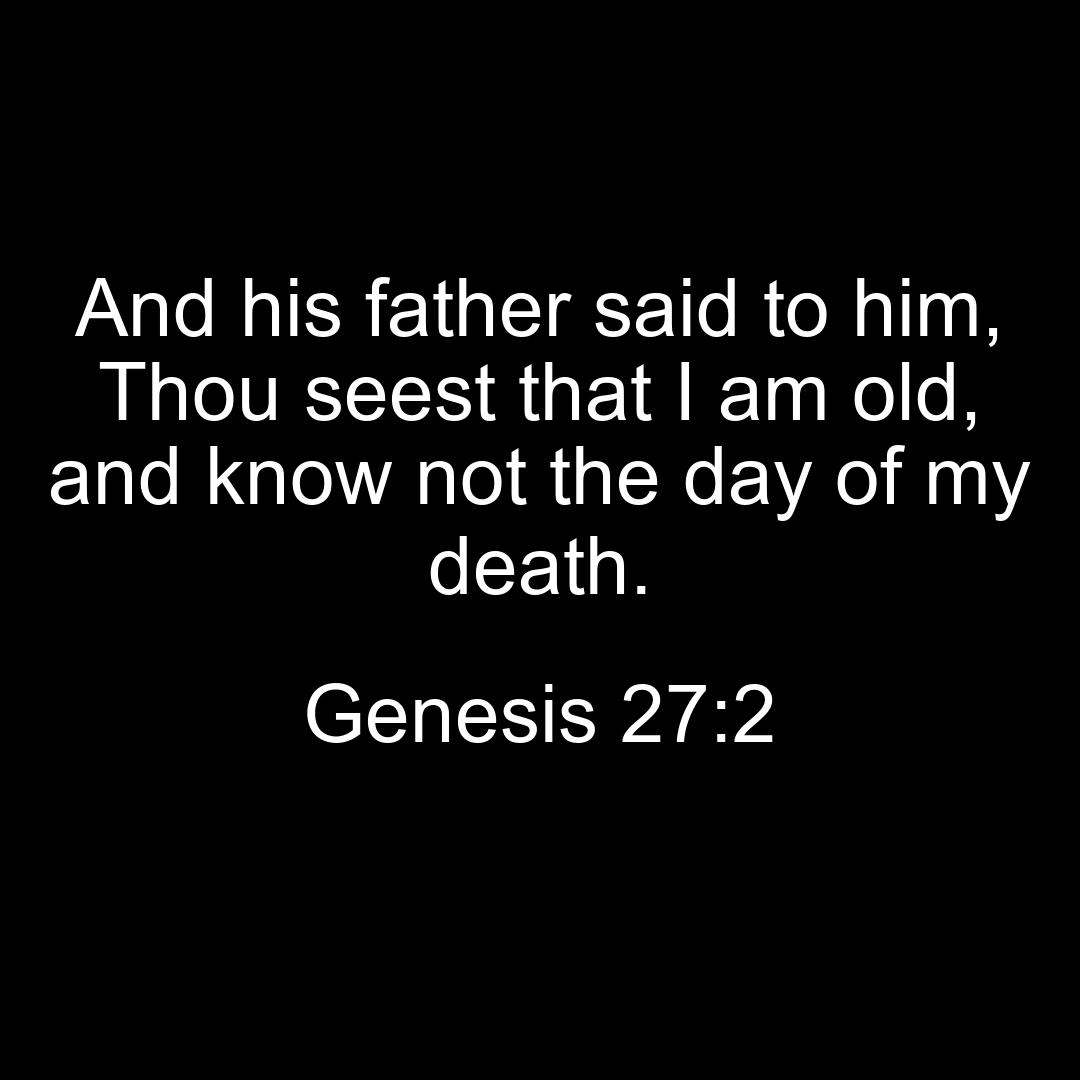 And his father said to him,
Thou seest that I am old,
and know not the day of my
death.
Genesis 27:2